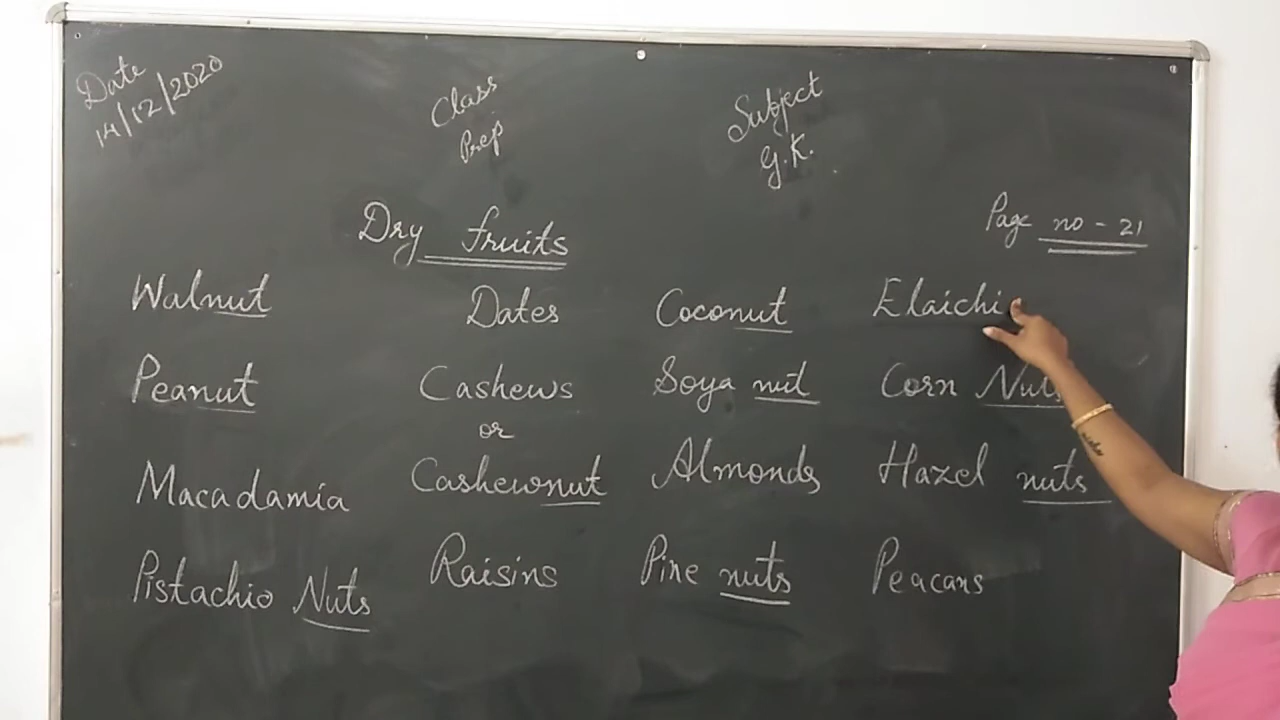 Date
14/12/2020
Class
Prep
Subject
G.K.
Page no - 21
Dry fruits
Walnut Dates Coconut Elaichi
Peanut Cashews Soya nut Corn Nuts
or
Macadamia Cashewnut Almonds Hazel nuts
Pistachio Nuts Raisins Pine nuts Peacans